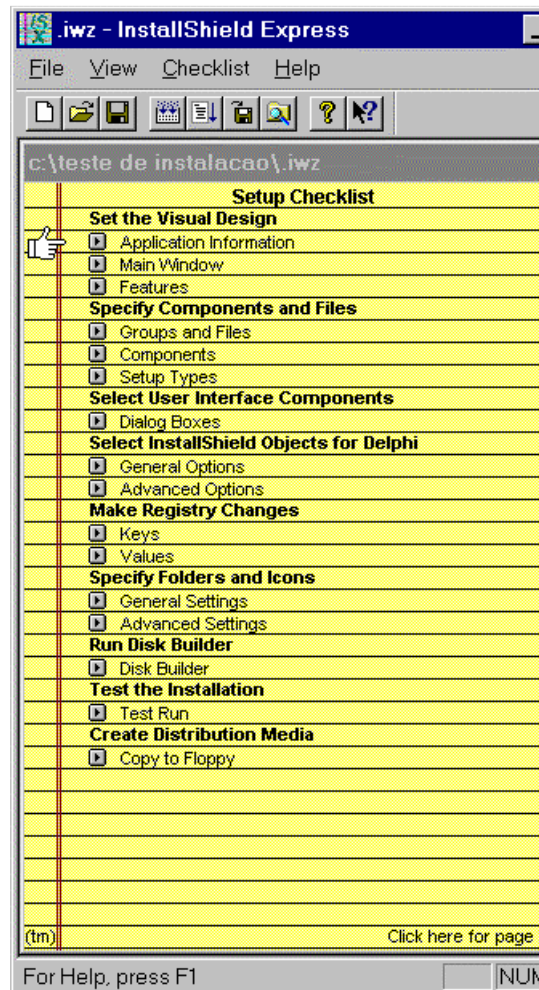 .iwz - InstallShield Express
File View Checklist Help
c:\teste de instalacao\.iwz
Setup Checklist
Set the Visual Design
Application Information
Main Window
Features
Specify Components and Files
Groups and Files
Components
Setup Types
Select User Interface Components
Dialog Boxes
Select InstallShield Objects for Delphi
General Options
Advanced Options
Make Registry Changes
Keys
Values
Specify Folders and Icons
General Settings
Advanced Settings
Run Disk Builder
Disk Builder
Test the Installation
Test Run
Create Distribution Media
Copy to Floppy
(tm) Click here for page
For Help, press F1 NUM